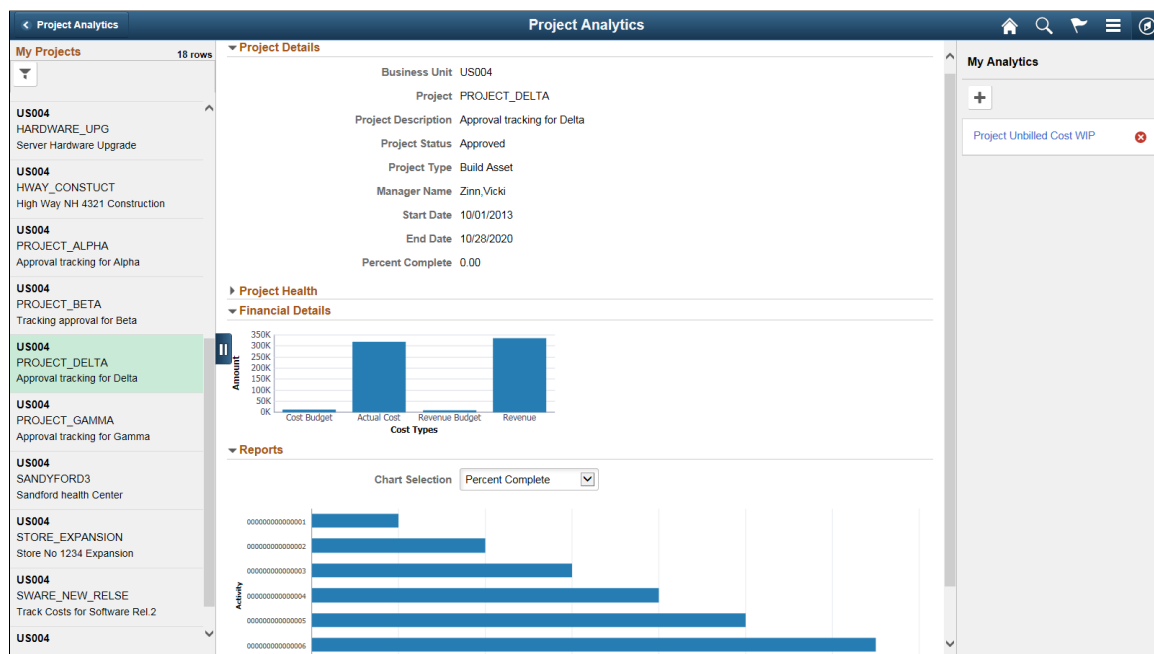 Project Analytics
Project Analytics
My Projects
18 rows
US004
HARDWARE_UPG
Server Hardware Upgrade
US004
HWAY_CONSTUCT
High Way NH 4321 Construction
US004
PROJECT_ALPHA
Approval tracking for Alpha
US004
PROJECT_BETA
Tracking approval for Beta
US004
PROJECT_DELTA
Approval tracking for Delta
US004
PROJECT_GAMMA
Approval tracking for Gamma
US004
SANDYFORD3
Sandford health Center
US004
STORE_EXPANSION
Store No 1234 Expansion
US004
SWARE_NEW_RELSE
Track Costs for Software Rel.2
US004
Project Details
Business Unit US004
Project PROJECT_DELTA
Project Description Approval tracking for Delta
Project Status Approved
Project Type Build Asset
Manager Name Zinn,Vicki
Start Date 10/01/2013
End Date 10/28/2020
Percent Complete 0.00
Project Health
Financial Details
Amount
350K
300K
250K
200K
150K
100K
50K
0K
Cost Budget Actual Cost Revenue Budget Revenue
Cost Types
Reports
Chart Selection Percent Complete
Activity
000000000000001
000000000000002
000000000000003
000000000000004
000000000000005
000000000000006
My Analytics
Project Unbilled Cost WIP